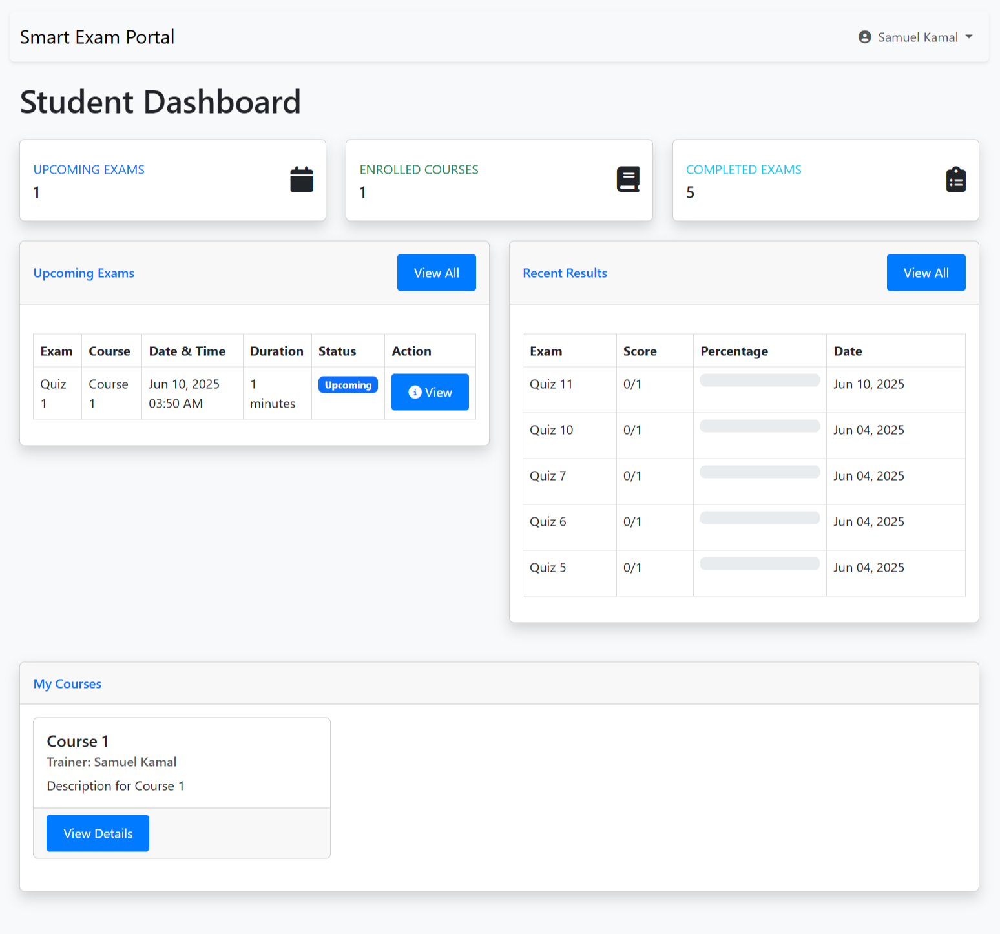 Smart Exam Portal
Samuel Kamal
Student Dashboard
UPCOMING EXAMS
1
ENROLLED COURSES
1
COMPLETED EXAMS
5
Upcoming Exams
View All
Exam Course Date & Time Duration Status Action
Quiz Course Jun 10, 2025 1 Upcoming View
1 1 03:50 AM minutes
Recent Results
View All
Exam Score Percentage Date
Quiz 11 0/1 Jun 10, 2025
Quiz 10 0/1 Jun 04, 2025
Quiz 7 0/1 Jun 04, 2025
Quiz 6 0/1 Jun 04, 2025
Quiz 5 0/1 Jun 04, 2025
My Courses
Course 1
Trainer: Samuel Kamal
Description for Course 1
View Details